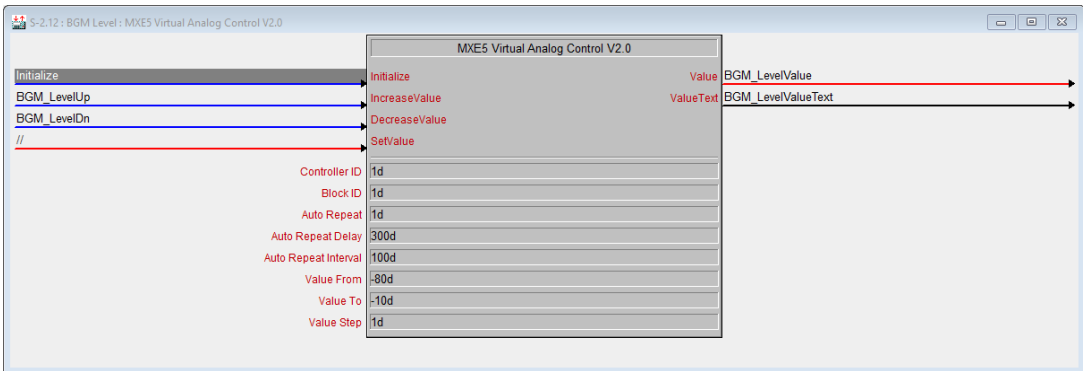 S-2.12 : BGM Level : MXE5 Virtual Analog Control V2.0
MXE5 Virtual Analog Control V2.0
Initialize Initialize Value BGM_LevelValue
BGM_LevelUp IncreaseValue ValueText BGM_LevelValueText
BGM_LevelDn DecreaseValue
// SetValue
Controller ID 1d
Block ID 1d
Auto Repeat 1d
Auto Repeat Delay 300d
Auto Repeat Interval 100d
Value From -80d
Value To -10d
Value Step 1d